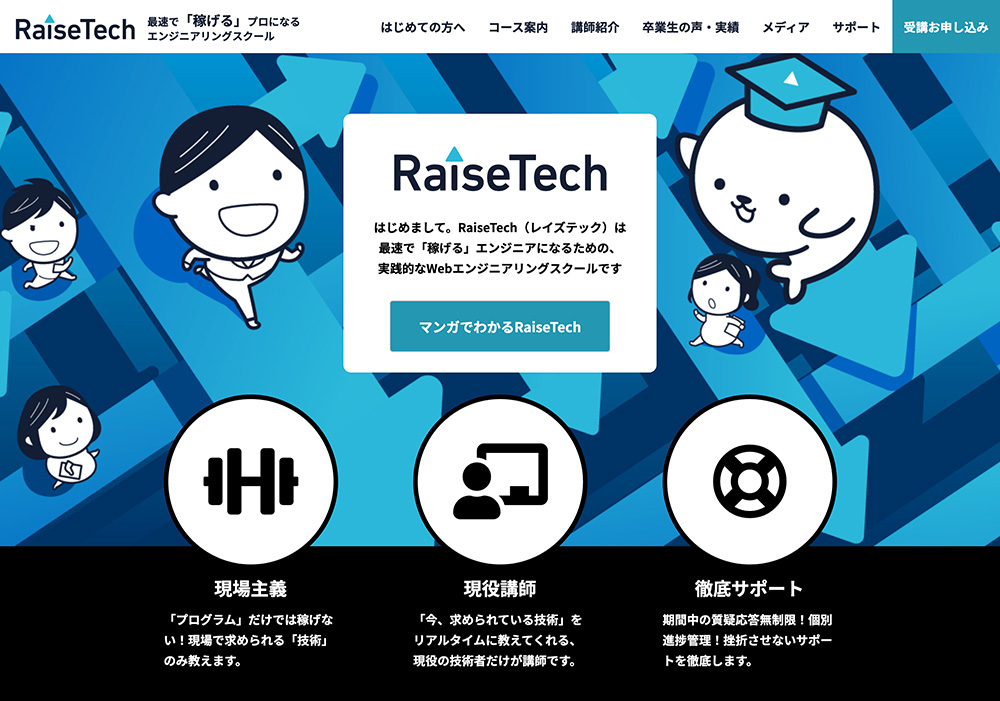 RaiseTech
最速で「稼げる」プロになる
エンジニアリングスクール
はじめての方へ
コース案内
講師紹介
卒業生の声・実績
メディア
サポート
受講お申し込み
RaiseTech
はじめまして。RaiseTech（レイズテック）は
最速で「稼げる」エンジニアになるための、
実践的なWebエンジニアリングスクールです
マンガでわかるRaiseTech
現場主義
「プログラム」だけでは稼げな
い！現場で求められる「技術」
のみ教えます。
現役講師
「今、求められている技術」を
リアルタイムに教えてくれる、
現役の技術者だけが講師です。
徹底サポート
期間中の質疑応答無制限！個別
進捗管理！挫折させないサポー
トを徹底します。